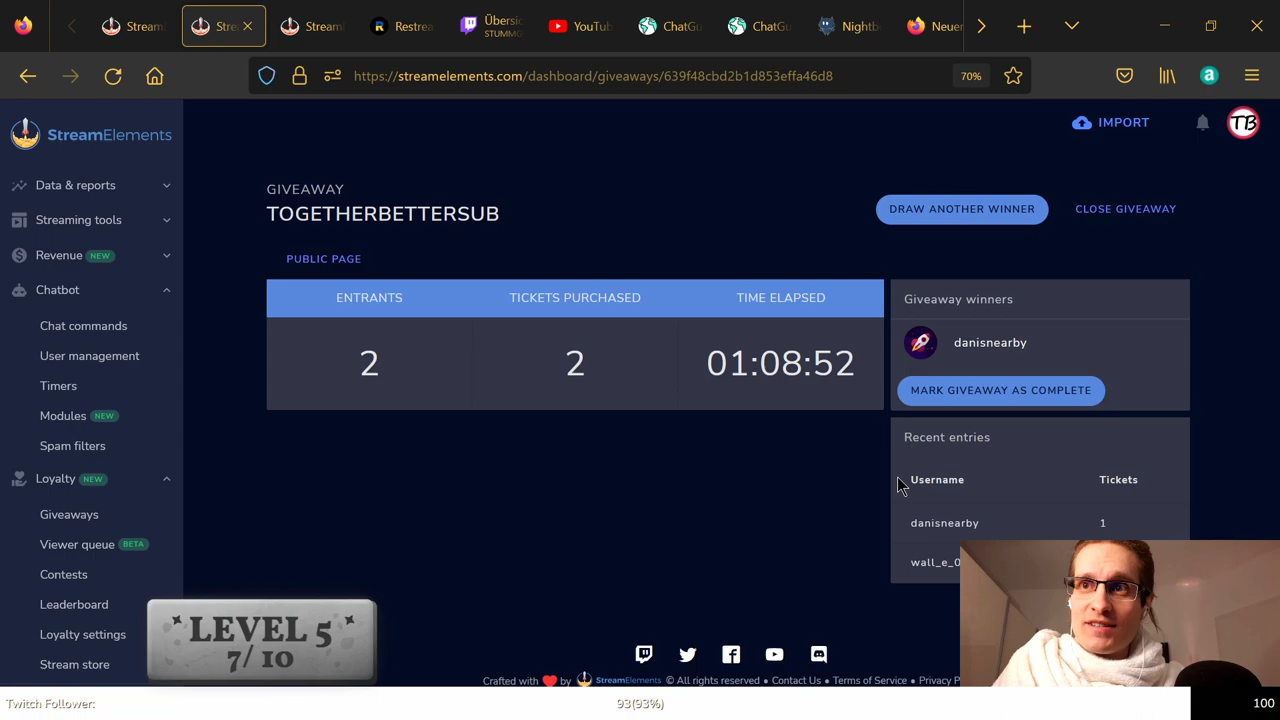 Streami
Stre
Streami
Restrea
Übersic
STUMMG
YouTub
ChatGu
ChatGu
Nightb
Neuer
https://streamelements.com/dashboard/giveaways/639f48cbd2b1d853effa46d8
70%
StreamElements
IMPORT
TB
Data & reports
Streaming tools
Revenue NEW
Chatbot
Chat commands
User management
Timers
Modules NEW
Spam filters
Loyalty NEW
Giveaways
Viewer queue BETA
Contests
Leaderboard
Loyalty settings
Stream store
GIVEAWAY
TOGETHERBETTERSUB
DRAW ANOTHER WINNER
CLOSE GIVEAWAY
PUBLIC PAGE
ENTRANTS
TICKETS PURCHASED
TIME ELAPSED
2
2
01:08:52
Giveaway winners
danisnearby
MARK GIVEAWAY AS COMPLETE
Recent entries
Username
Tickets
danisnearby
1
wall_e_0
LEVEL 5
7/10
Crafted with ❤ by StreamElements © All rights reserved • Contact Us • Terms of Service • Privacy P
Twitch Follower:
93(93%)
100